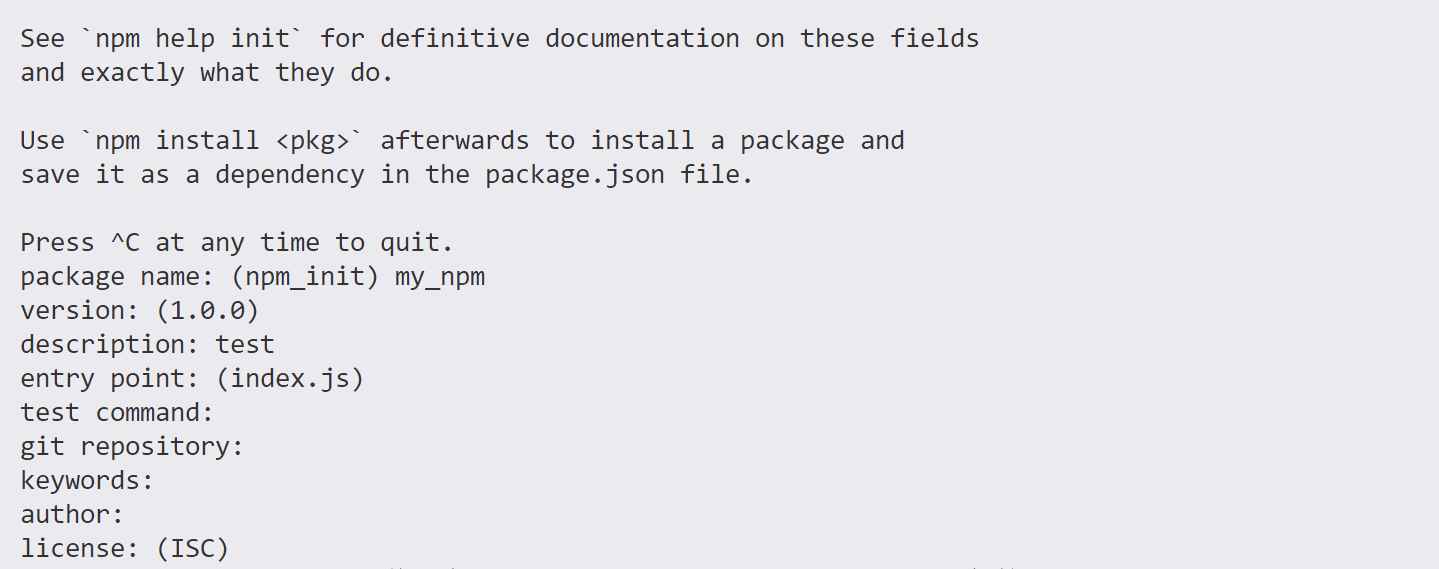 See `npm help init` for definitive documentation on these fields
and exactly what they do.
Use `npm install <pkg>` afterwards to install a package and
save it as a dependency in the package.json file.
Press ^C at any time to quit.
package name: (npm_init) my_npm
version: (1.0.0)
description: test
entry point: (index.js)
test command:
git repository:
keywords:
author:
license: (ISC)